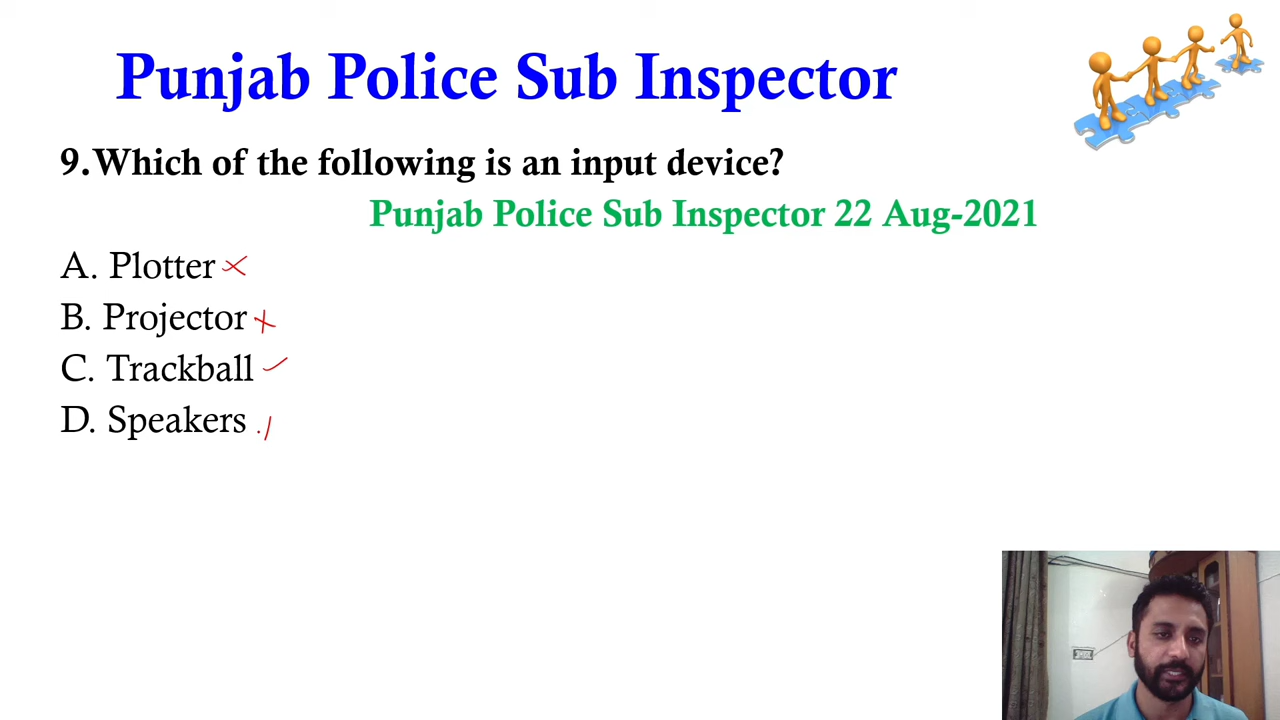 Punjab Police Sub Inspector
9. Which of the following is an input device?
Punjab Police Sub Inspector 22 Aug-2021
A. Plotter
B. Projector
C. Trackball
D. Speakers